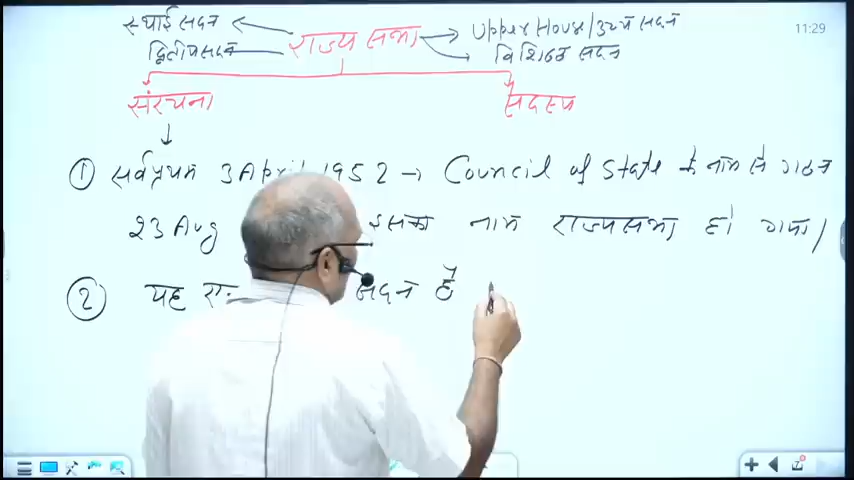 11:29
स्थाई सदन राज्य सभा Upper House/उच्च सदन
द्वितीय सदन विशिष्ट सदन
संरचना सदस्य
① सर्वप्रथम 3 April 1952 → Council of State के नाम से गठन
23 Aug इसका नाम राज्यसभा हो गया।
② यह सदन है